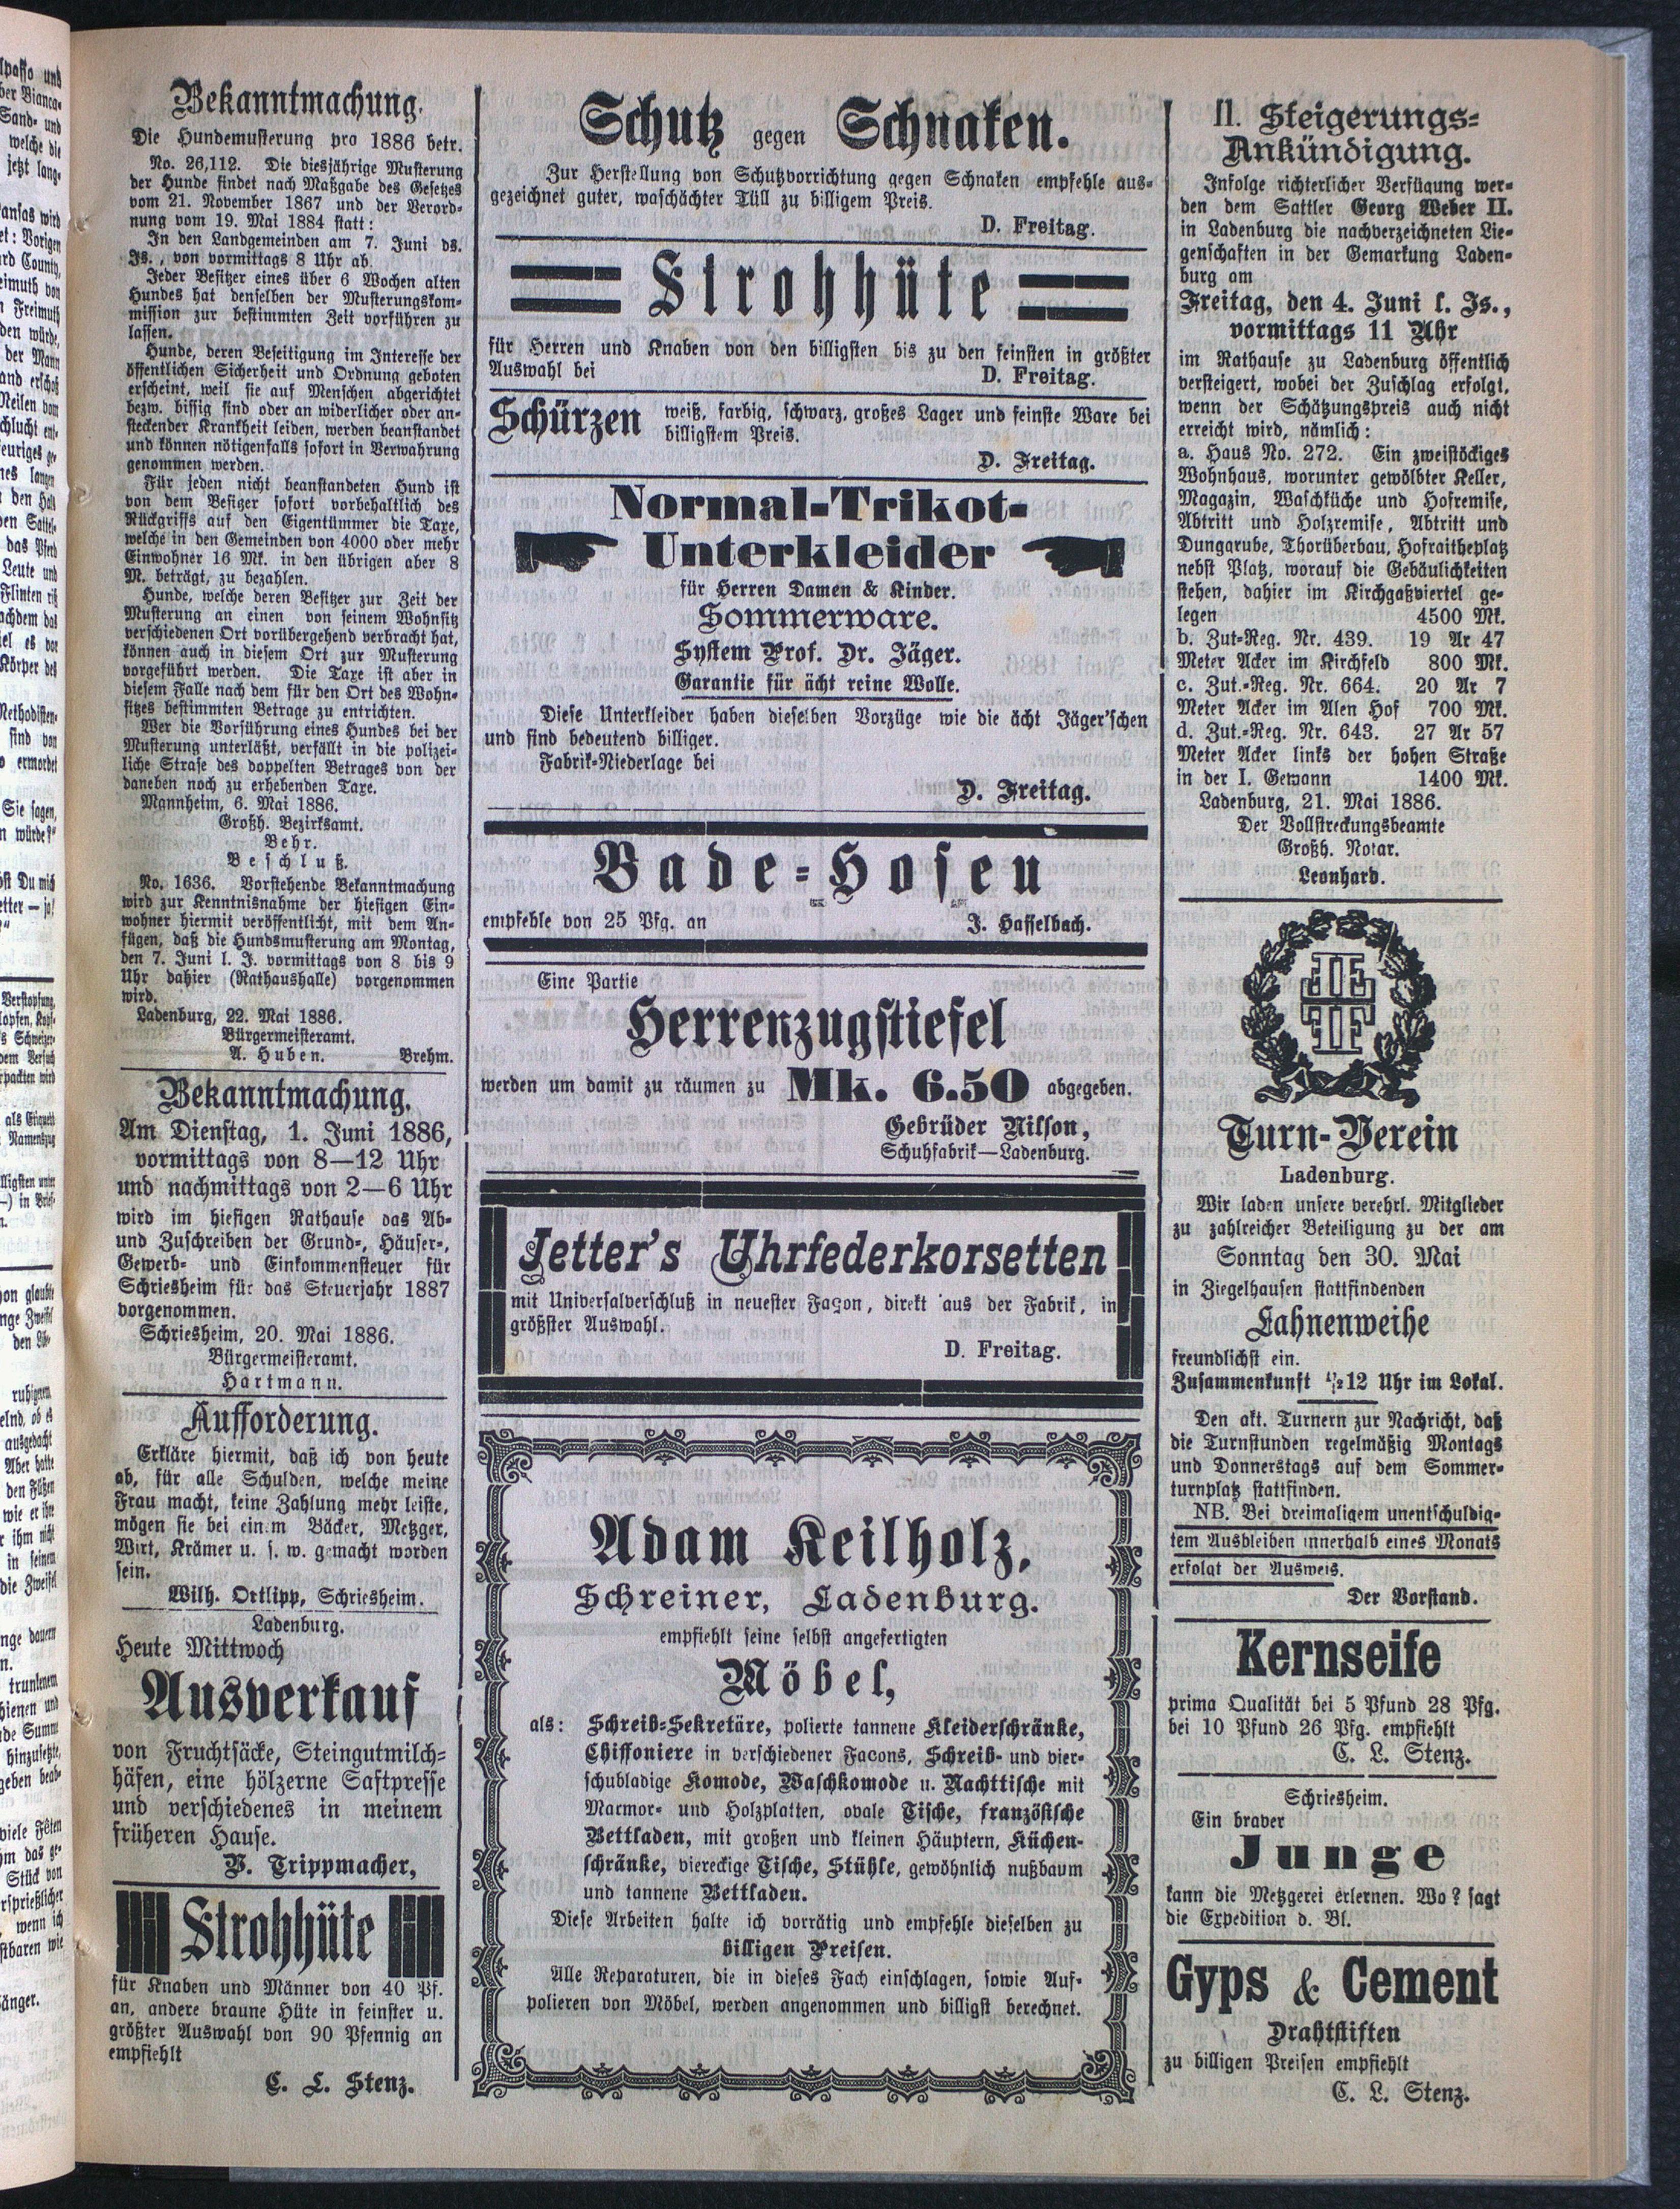 Bekanntmachung.
Die Hundemusterung pro 1886 betr.
No. 26,112. Die diesjährige Musterung
der Hunde findet nach Maßgabe des Gesetzes
vom 21. November 1867 und der Verord-
nung vom 19. Mai 1884 statt:
In den Landgemeinden am 7. Juni ds.
Js., von vormittags 8 Uhr ab.
Jeder Besitzer eines über 6 Wochen alten
Hundes hat denselben der Musterungskom-
mission zur bestimmten Zeit vorführen zu
lassen.
Hunde, deren Beseitigung im Interesse der
öffentlichen Sicherheit und Ordnung geboten
erscheint, weil sie auf Menschen abgerichtet
bezw. bissig sind oder an widerlicher oder an-
steckender Krankheit leiden, werden beanstandet
und können nötigenfalls sofort in Verwahrung
genommen werden.
Für jeden nicht beanstandeten Hund ist
von dem Besitzer sofort vorbehaltlich des
Rückgriffs auf den Eigentümmer die Taxe,
welche in den Gemeinden von 4000 oder mehr
Einwohner 16 Mk. in den übrigen aber 8
M. beträgt, zu bezahlen.
Hunde, welche deren Besitzer zur Zeit der
Musterung an einen von seinem Wohnsitz
verschiedenen Ort vorübergehend verbracht hat,
können auch in diesem Ort zur Musterung
vorgeführt werden. Die Taxe ist aber in
diesem Falle nach dem für den Ort des Wohn-
sitzes bestimmten Betrage zu entrichten.
Wer die Vorführung eines Hundes bei der
Musterung unterläßt, verfällt in die polizei-
liche Strafe des doppelten Betrages von der
daneben noch zu erhebenden Taxe.
Mannheim, 6. Mai 1886.
Großh. Bezirksamt.
Behr.
Beschluß.
No. 1636. Vorstehende Bekanntmachung
wird zur Kenntnisnahme der hiesigen Ein-
wohner hiermit veröffentlicht, mit dem An-
fügen, daß die Hundsmusterung am Montag,
den 7. Juni l. J. vormittags von 8 bis 9
Uhr dahier (Rathaushalle) vorgenommen
wird.
Ladenburg, 22. Mai 1886.
Bürgermeisteramt.
A. Huben. Brehm.
Bekanntmachung.
Am Dienstag, 1. Juni 1886,
vormittags von 8—12 Uhr
und nachmittags von 2—6 Uhr
wird im hiesigen Rathause das Ab-
und Zuschreiben der Grund-, Häuser-,
Gewerb- und Einkommensteuer für
Schriesheim für das Steuerjahr 1887
vorgenommen.
Schriesheim, 20. Mai 1886.
Bürgermeisteramt.
Hartmann.
Aufforderung.
Erkläre hiermit, daß ich von heute
ab, für alle Schulden, welche meine
Frau macht, keine Zahlung mehr leiste,
mögen sie bei einem Bäcker, Metzger,
Wirt, Krämer u. s. w. gemacht worden
sein.
Wilh. Ortlipp, Schriesheim.
Ladenburg.
Heute Mittwoch
Ausverkauf
von Fruchtsäcke, Steingutmilch-
häfen, eine hölzerne Saftpresse
und verschiedenes in meinem
früheren Hause.
P. Trippmacher,
Strohhüte
für Knaben und Männer von 40 Pf.
an, andere braune Hüte in feinster u.
größter Auswahl von 90 Pfennig an
empfiehlt
C. L. Stenz.
Schutz gegen Schnaken.
Zur Herstellung von Schutzvorrichtung gegen Schnaken empfehle aus-
gezeichnet guter, waschächter Tüll zu billigem Preis.
D. Freitag.
Strohhüte
für Herren und Knaben von den billigsten bis zu den feinsten in größter
Auswahl bei D. Freitag.
Schürzen weiß, farbig, schwarz, großes Lager und feinste Ware bei
billigstem Preis.
D. Freitag.
Normal-Trikot-
Unterkleider
für Herren Damen & Kinder.
Sommerware.
System Prof. Dr. Jäger.
Garantie für ächt reine Wolle.
Diese Unterkleider haben dieselben Vorzüge wie die ächt Jäger'schen
und sind bedeutend billiger.
Fabrik-Niederlage bei
D. Freitag.
Bade-Hosen
empfehle von 25 Pfg. an J. Hasselbach.
Eine Partie
Herrenzugstiefel
werden um damit zu räumen zu Mk. 6.50 abgegeben.
Gebrüder Nilson,
Schuhfabrik—Ladenburg.
Jetter's Uhrfederkorsetten
mit Universalverschluß in neuester Façon, direkt aus der Fabrik, in
größster Auswahl.
D. Freitag.
Adam Keilholz,
Schreiner, Ladenburg.
empfiehlt seine selbst angefertigten
Möbel,
als: Schreib-Sekretäre, polierte tannene Kleiderschränke,
Chiffoniere in verschiedener Facons, Schreib- und vier-
schubladige Komode, Waschkomode u. Nachttische mit
Marmor- und Holzplatten, ovale Tische, französische
Bettladen, mit großen und kleinen Häuptern, Küchen-
schränke, viereckige Tische, Stühle, gewöhnlich nußbaum
und tannene Bettladen.
Diese Arbeiten halte ich vorrätig und empfehle dieselben zu
billigen Preisen.
Alle Reparaturen, die in dieses Fach einschlagen, sowie Auf-
polieren von Möbel, werden angenommen und billigst berechnet.
II. Steigerungs-
Ankündigung.
Infolge richterlicher Verfügung wer-
den dem Sattler Georg Weber II.
in Ladenburg die nachverzeichneten Lie-
genschaften in der Gemarkung Laden-
burg am
Freitag, den 4. Juni l. Js.,
vormittags 11 Uhr
im Rathause zu Ladenburg öffentlich
versteigert, wobei der Zuschlag erfolgt,
wenn der Schätzungspreis auch nicht
erreicht wird, nämlich:
a. Haus No. 272. Ein zweistöckiges
Wohnhaus, worunter gewölbter Keller,
Magazin, Waschküche und Hofremise,
Abtritt und Holzremise, Abtritt und
Dunggrube, Thorüberbau, Hofraitheplatz
nebst Platz, worauf die Gebäulichkeiten
stehen, dahier im Kirchgaßviertel ge-
legen 4500 Mk.
b. Zut-Reg. Nr. 439. 19 Ar 47
Meter Acker im Kirchfeld 800 Mk.
c. Zut.-Reg. Nr. 664. 20 Ar 7
Meter Acker im Alen Hof 700 Mk.
d. Zut.-Reg. Nr. 643. 27 Ar 57
Meter Acker links der hohen Straße
in der I. Gewann 1400 Mk.
Ladenburg, 21. Mai 1886.
Der Vollstreckungsbeamte
Großh. Notar.
Leonhard.
Turn-Verein
Ladenburg.
Wir laden unsere verehrl. Mitglieder
zu zahlreicher Beteiligung zu der am
Sonntag den 30. Mai
in Ziegelhausen stattfindenden
Fahnenweihe
freundlichst ein.
Zusammenkunft ½12 Uhr im Lokal.
Den akt. Turnern zur Nachricht, daß
die Turnstunden regelmäßig Montags
und Donnerstags auf dem Sommer-
turnplatz stattfinden.
NB. Bei dreimaligem unentschuldig-
tem Ausbleiben innerhalb eines Monats
erfolgt der Ausweis.
Der Vorstand.
Kernseife
prima Qualität bei 5 Pfund 28 Pfg.
bei 10 Pfund 26 Pfg. empfiehlt
C. L. Stenz.
Schriesheim.
Ein braver
Junge
kann die Metzgerei erlernen. Wo? sagt
die Expedition d. Bl.
Gyps & Cement
Drahtstiften
zu billigen Preisen empfiehlt
C. L. Stenz.